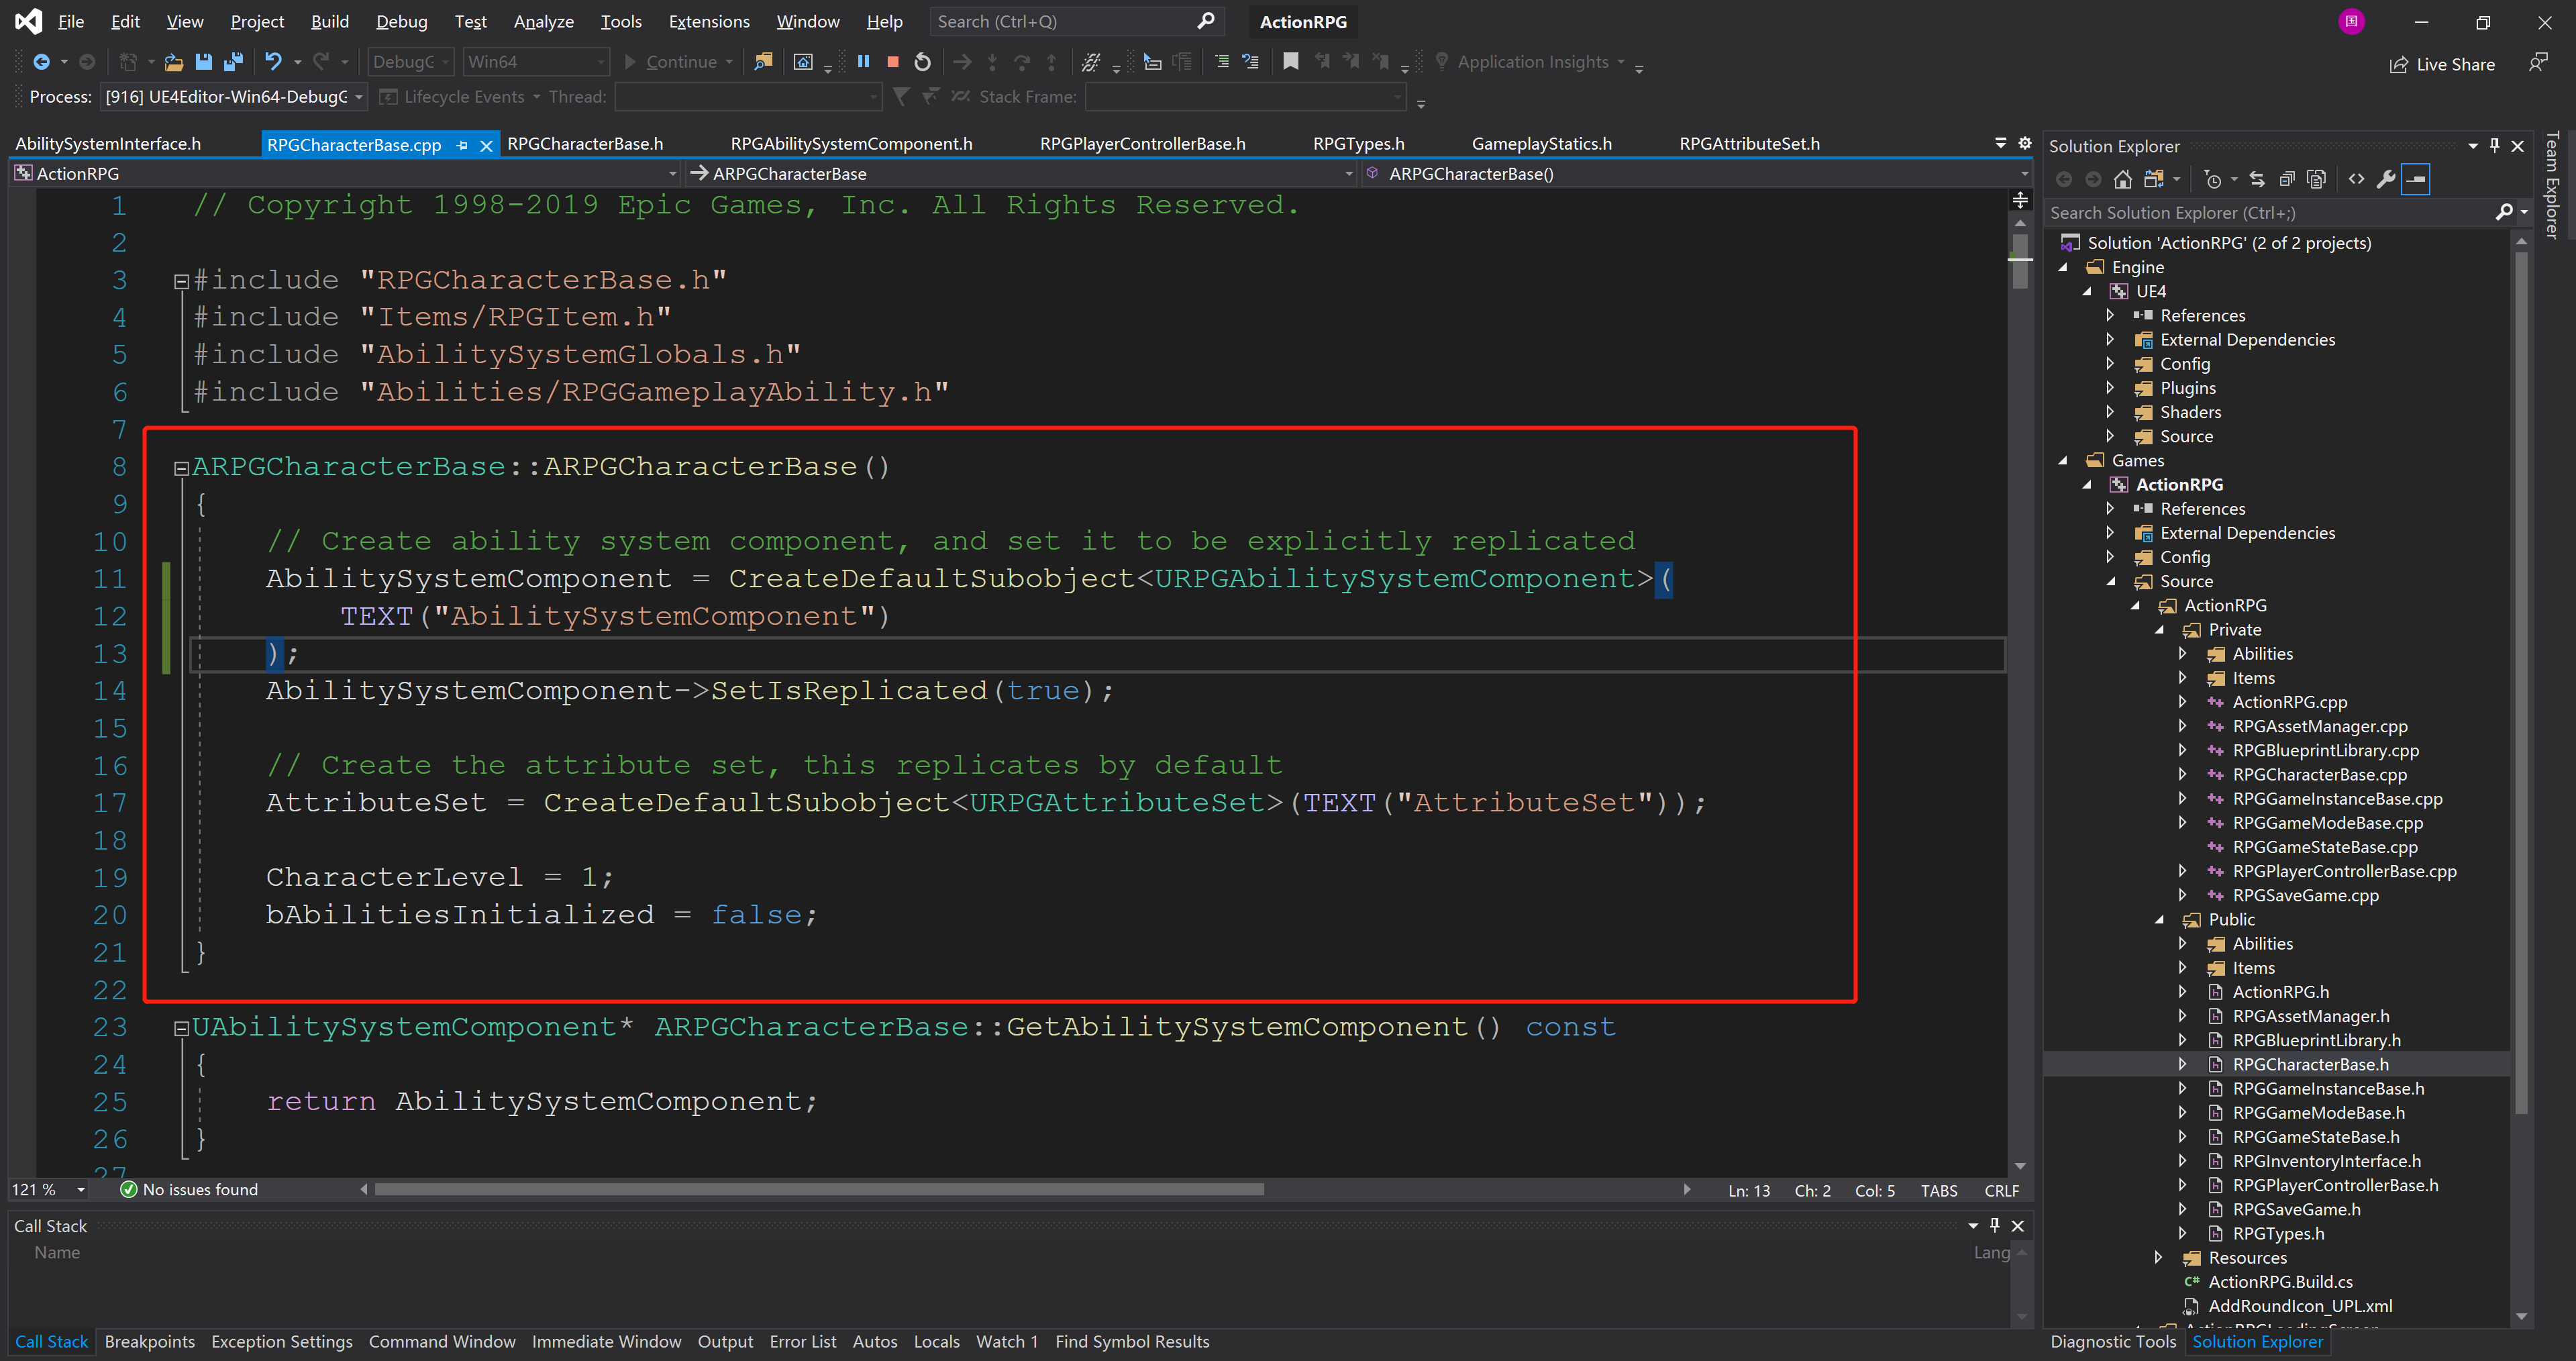 File Edit View Project Build Debug Test Analyze Tools Extensions Window Help Search (Ctrl+Q) ActionRPG 国
DebugG Win64 Continue Application Insights Live Share
Process: [916] UE4Editor-Win64-DebugG Lifecycle Events Thread: Stack Frame:
AbilitySystemInterface.h RPGCharacterBase.cpp RPGCharacterBase.h RPGAbilitySystemComponent.h RPGPlayerControllerBase.h RPGTypes.h GameplayStatics.h RPGAttributeSet.h
ActionRPG ARPGCharacterBase ARPGCharacterBase()
1 // Copyright 1998-2019 Epic Games, Inc. All Rights Reserved.
2
3 #include "RPGCharacterBase.h"
4 #include "Items/RPGItem.h"
5 #include "AbilitySystemGlobals.h"
6 #include "Abilities/RPGGameplayAbility.h"
7
8 ARPGCharacterBase::ARPGCharacterBase()
9 {
10 // Create ability system component, and set it to be explicitly replicated
11 AbilitySystemComponent = CreateDefaultSubobject<URPGAbilitySystemComponent>(
12 TEXT("AbilitySystemComponent")
13 );
14 AbilitySystemComponent->SetIsReplicated(true);
15
16 // Create the attribute set, this replicates by default
17 AttributeSet = CreateDefaultSubobject<URPGAttributeSet>(TEXT("AttributeSet"));
18
19 CharacterLevel = 1;
20 bAbilitiesInitialized = false;
21 }
22
23 UAbilitySystemComponent* ARPGCharacterBase::GetAbilitySystemComponent() const
24 {
25 return AbilitySystemComponent;
26 }
27
121 % No issues found Ln: 13 Ch: 2 Col: 5 TABS CRLF
Call Stack
Name Lang
Call Stack Breakpoints Exception Settings Command Window Immediate Window Output Error List Autos Locals Watch 1 Find Symbol Results
Solution Explorer
Search Solution Explorer (Ctrl+;)
Solution 'ActionRPG' (2 of 2 projects)
Engine
UE4
References
External Dependencies
Config
Plugins
Shaders
Source
Games
ActionRPG
References
External Dependencies
Config
Source
ActionRPG
Private
Abilities
Items
ActionRPG.cpp
RPGAssetManager.cpp
RPGBlueprintLibrary.cpp
RPGCharacterBase.cpp
RPGGameInstanceBase.cpp
RPGGameModeBase.cpp
RPGGameStateBase.cpp
RPGPlayerControllerBase.cpp
RPGSaveGame.cpp
Public
Abilities
Items
ActionRPG.h
RPGAssetManager.h
RPGBlueprintLibrary.h
RPGCharacterBase.h
RPGGameInstanceBase.h
RPGGameModeBase.h
RPGGameStateBase.h
RPGInventoryInterface.h
RPGPlayerControllerBase.h
RPGSaveGame.h
RPGTypes.h
Resources
ActionRPG.Build.cs
AddRoundIcon_UPL.xml
Diagnostic Tools Solution Explorer
Team Explorer